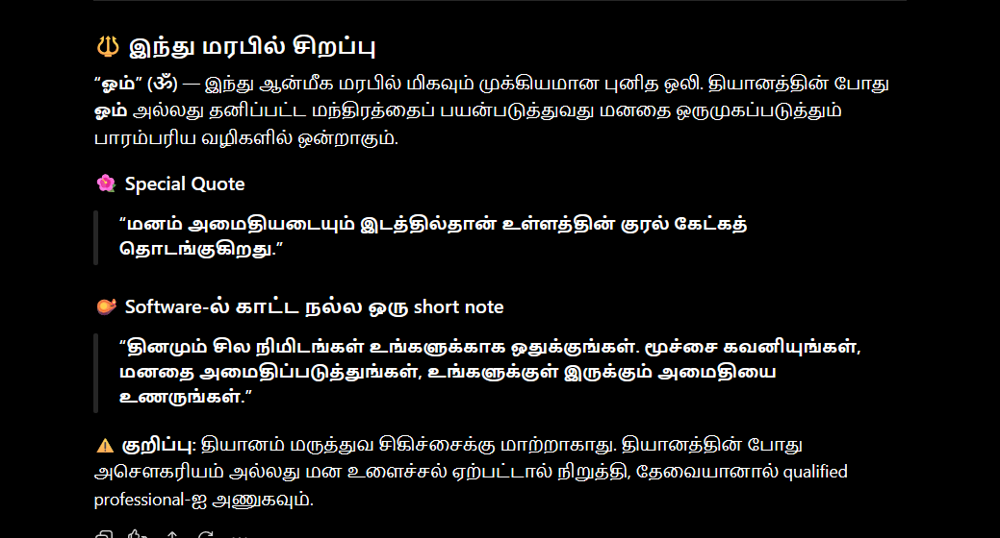 🔱 இந்து மரபில் சிறப்பு
“ஓம்” (ॐ) — இந்து ஆன்மீக மரபில் மிகவும் முக்கியமான புனித ஒலி. தியானத்தின் போது
ஓம் அல்லது தனிப்பட்ட மந்திரத்தைப் பயன்படுத்துவது மனதை ஒருமுகப்படுத்தும்
பாரம்பரிய வழிகளில் ஒன்றாகும்.
🌺 Special Quote
“மனம் அமைதியடையும் இடத்தில்தான் உள்ளத்தின் குரல் கேட்கத்
தொடங்குகிறது.”
🪔 Software-ல் காட்ட நல்ல ஒரு short note
“தினமும் சில நிமிடங்கள் உங்களுக்காக ஒதுக்குங்கள். மூச்சை கவனியுங்கள்,
மனதை அமைதிப்படுத்துங்கள், உங்களுக்குள் இருக்கும் அமைதியை
உணருங்கள்.”
⚠️ குறிப்பு: தியானம் மருத்துவ சிகிச்சைக்கு மாற்றாகாது. தியானத்தின் போது
அசௌகரியம் அல்லது மன உளைச்சல் ஏற்பட்டால் நிறுத்தி, தேவையானால் qualified
professional-ஐ அணுகவும்.